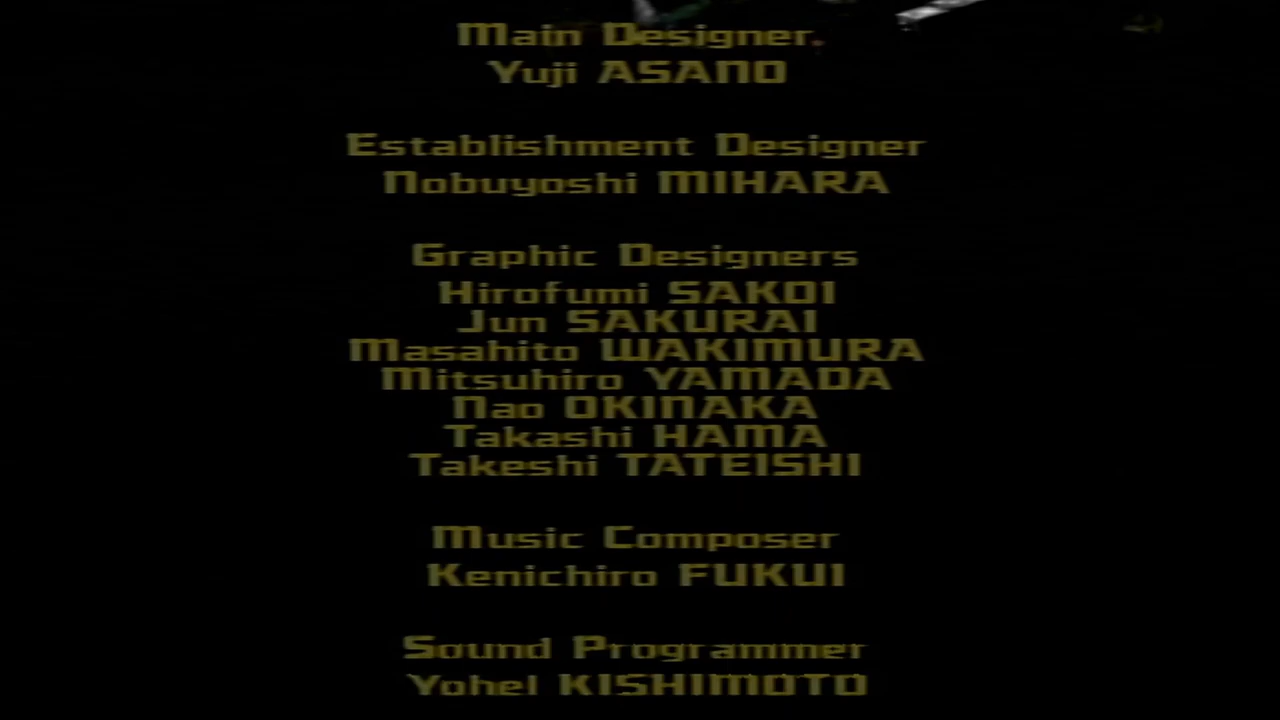 Main Designer
Yuji ASANO
Establishment Designer
Nobuyoshi MIHARA
Graphic Designers
Hirofumi SAKOI
Jun SAKURAI
Masahito WAKIMURA
Mitsuhiro YAMADA
Nao OKINAKA
Takashi HAMA
Takeshi TATEISHI
Music Composer
Kenichiro FUKUI
Sound Programmer
Yohei KISHIMOTO